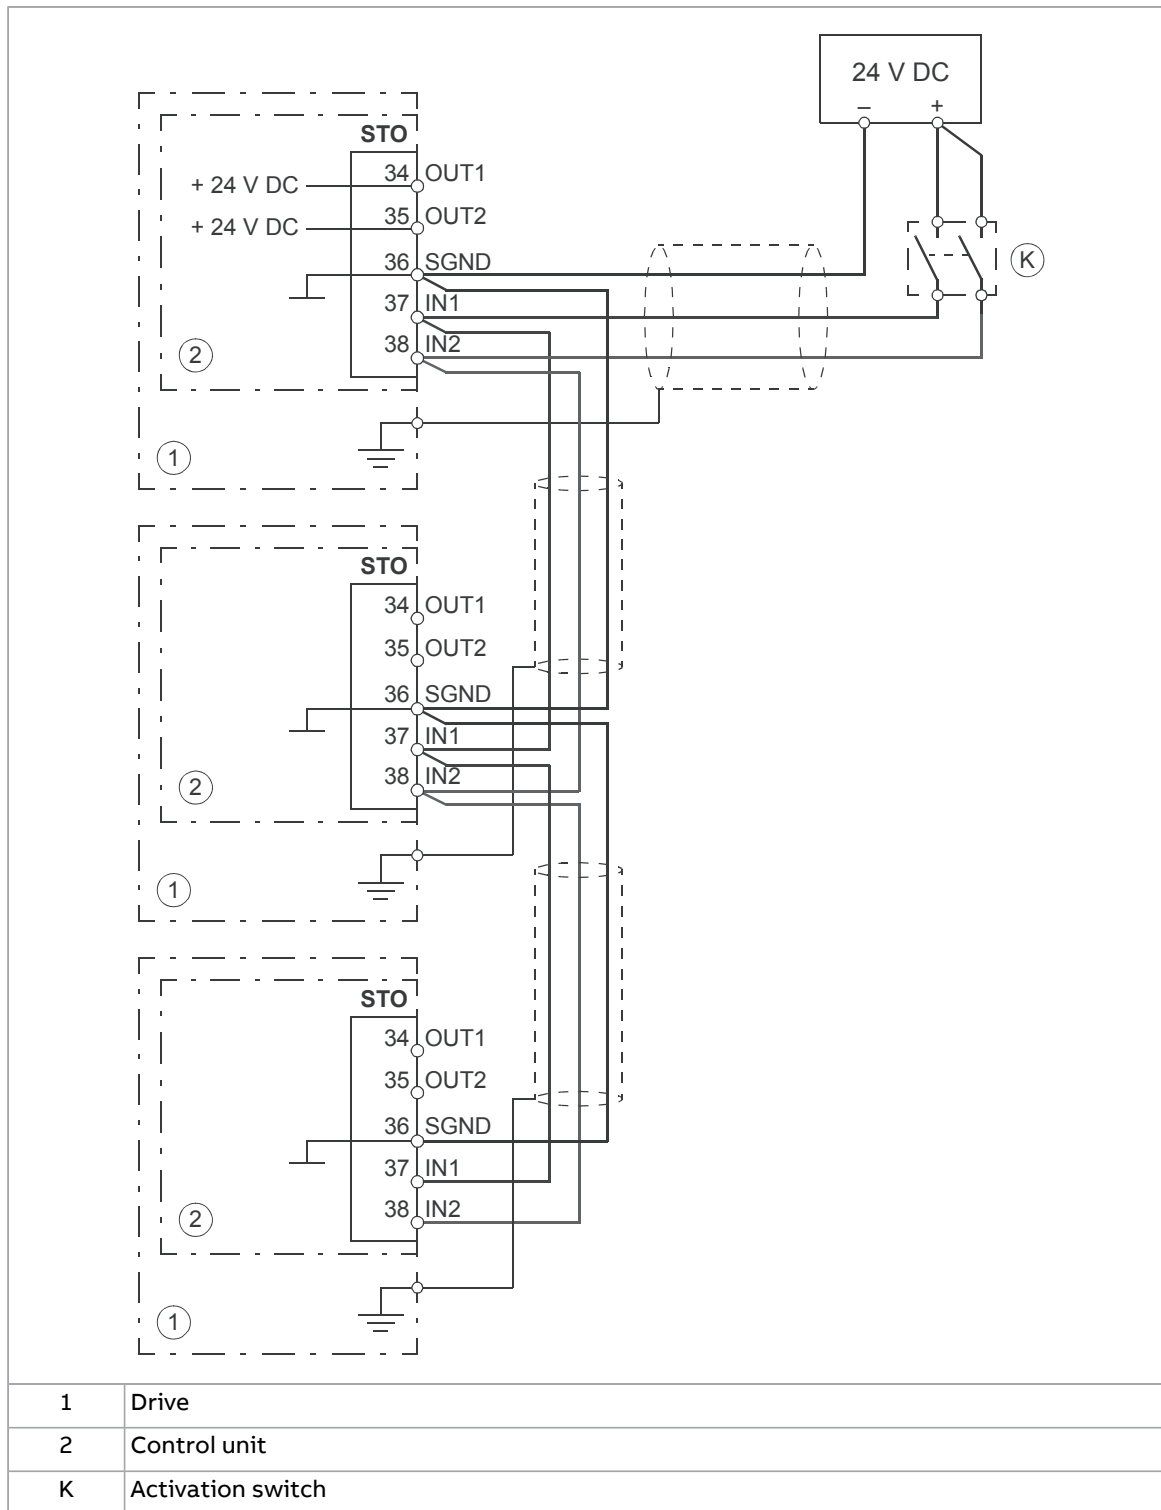 24 V DC
– +
STO
34 OUT1
+ 24 V DC
35 OUT2
+ 24 V DC
36 SGND
K
37 IN1
38 IN2
2
1
STO
34 OUT1
35 OUT2
36 SGND
37 IN1
38 IN2
2
1
STO
34 OUT1
35 OUT2
36 SGND
37 IN1
38 IN2
2
1
1 Drive
2 Control unit
K Activation switch